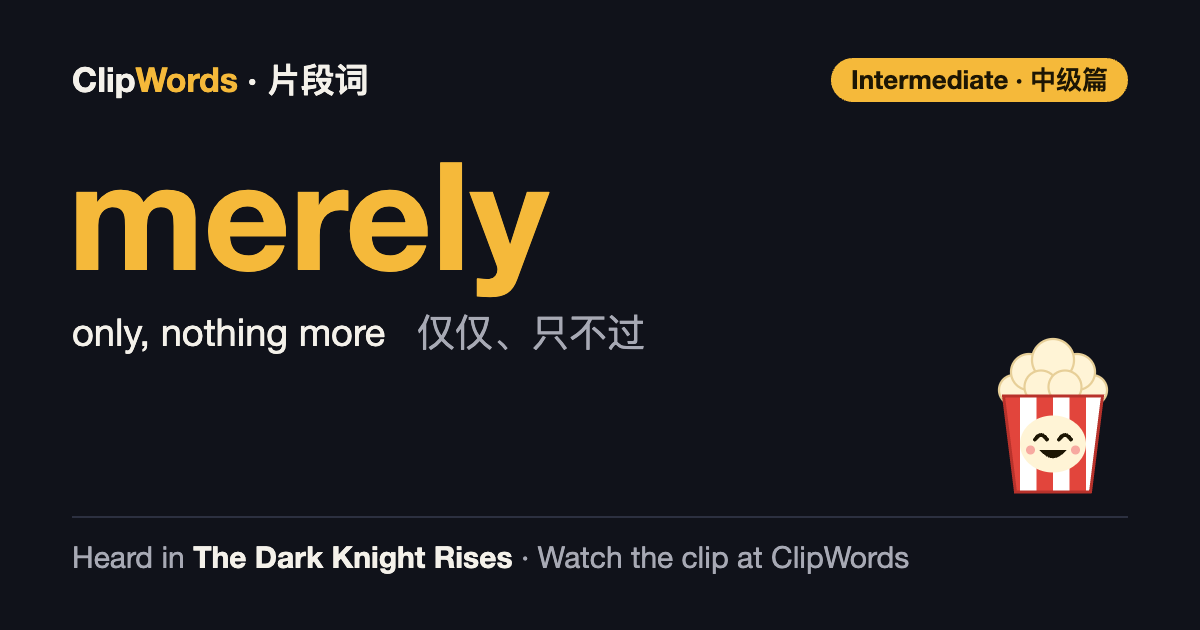 ClipWords · 片段词
Intermediate · 中级篇
merely
only, nothing more 仅仅、只不过
Heard in The Dark Knight Rises · Watch the clip at ClipWords